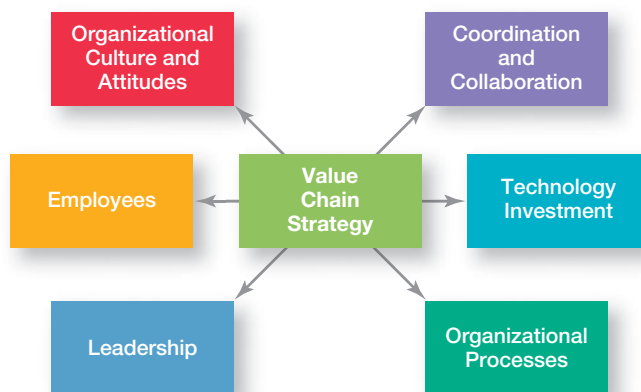 Organizational
Culture and
Attitudes
Coordination
and
Collaboration
Employees
Value
Chain
Strategy
Technology
Investment
Leadership
Organizational
Processes